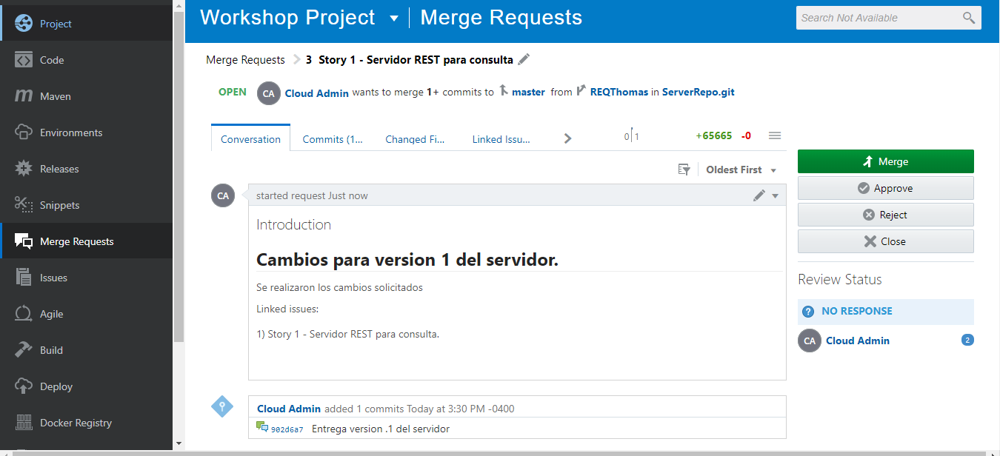 Project
Code
Maven
Environments
Releases
Snippets
Merge Requests
Issues
Agile
Build
Deploy
Docker Registry
Workshop Project Merge Requests
Search Not Available
Merge Requests 3 Story 1 - Servidor REST para consulta
OPEN CA Cloud Admin wants to merge 1+ commits to master from REQThomas in ServerRepo.git
Conversation Commits (1... Changed Fi... Linked Issu... 0 1 +65665 -0
Oldest First
CA started request Just now
Introduction
Cambios para version 1 del servidor.
Se realizaron los cambios solicitados
Linked issues:
1) Story 1 - Servidor REST para consulta.
Cloud Admin added 1 commits Today at 3:30 PM -0400
902d6a7 Entrega version .1 del servidor
Merge
Approve
Reject
Close
Review Status
? NO RESPONSE
CA Cloud Admin 2